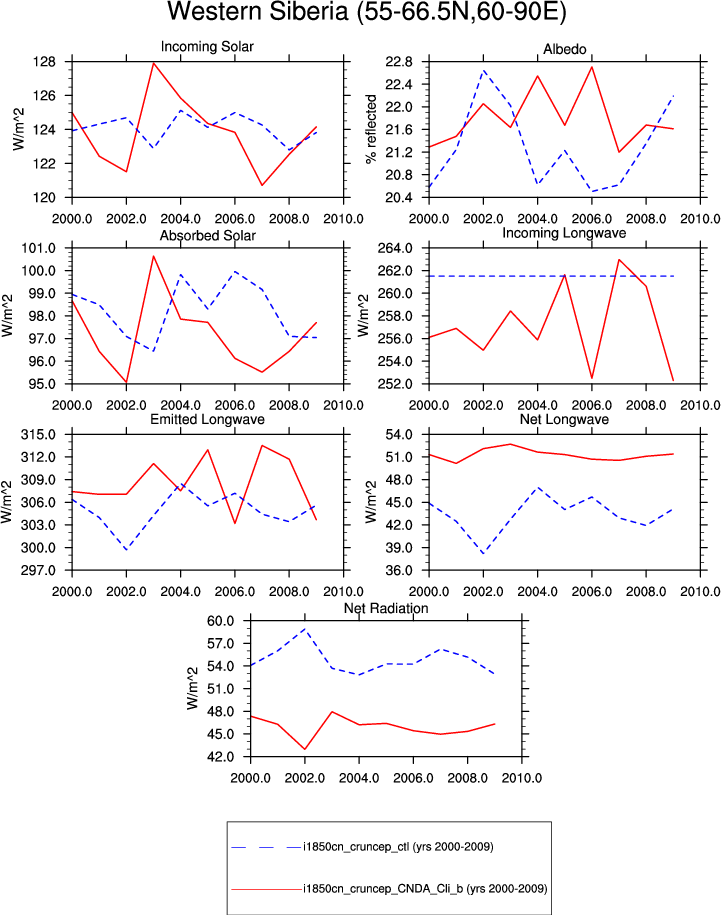 Western Siberia (55-66.5N,60-90E)
Incoming Solar
W/m^2
128
126
124
122
120
2000.0 2002.0 2004.0 2006.0 2008.0 2010.0
Albedo
% reflected
22.8
22.4
22.0
21.6
21.2
20.8
20.4
2000.0 2002.0 2004.0 2006.0 2008.0 2010.0
Absorbed Solar
W/m^2
101.0
100.0
99.0
98.0
97.0
96.0
95.0
2000.0 2002.0 2004.0 2006.0 2008.0 2010.0
Incoming Longwave
W/m^2
264.0
262.0
260.0
258.0
256.0
254.0
252.0
2000.0 2002.0 2004.0 2006.0 2008.0 2010.0
Emitted Longwave
W/m^2
315.0
312.0
309.0
306.0
303.0
300.0
297.0
2000.0 2002.0 2004.0 2006.0 2008.0 2010.0
Net Longwave
W/m^2
54.0
51.0
48.0
45.0
42.0
39.0
36.0
2000.0 2002.0 2004.0 2006.0 2008.0 2010.0
Net Radiation
W/m^2
60.0
57.0
54.0
51.0
48.0
45.0
42.0
2000.0 2002.0 2004.0 2006.0 2008.0 2010.0
i1850cn_cruncep_ctl (yrs 2000-2009)
i1850cn_cruncep_CNDA_Cli_b (yrs 2000-2009)